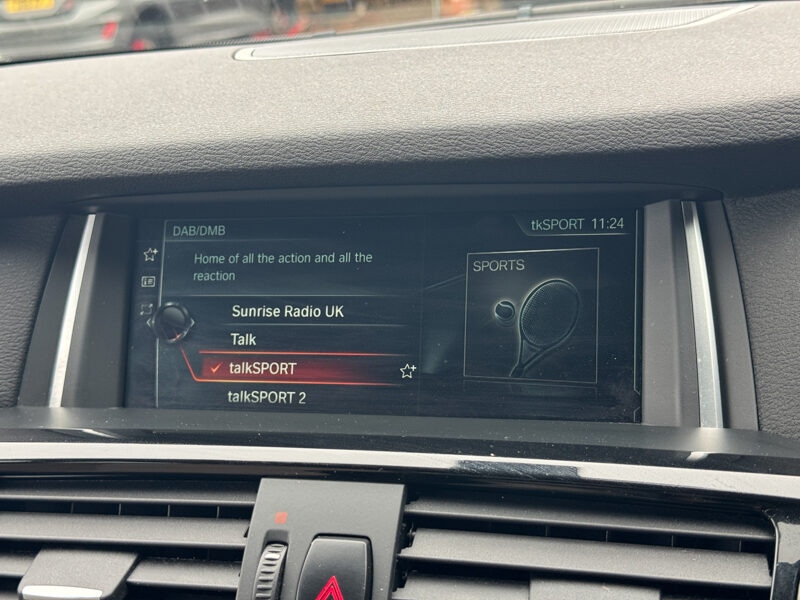 DAB/DMB
tkSPORT 11:24
Home of all the action and all the
reaction
SPORTS
Sunrise Radio UK
Talk
talkSPORT
talkSPORT 2